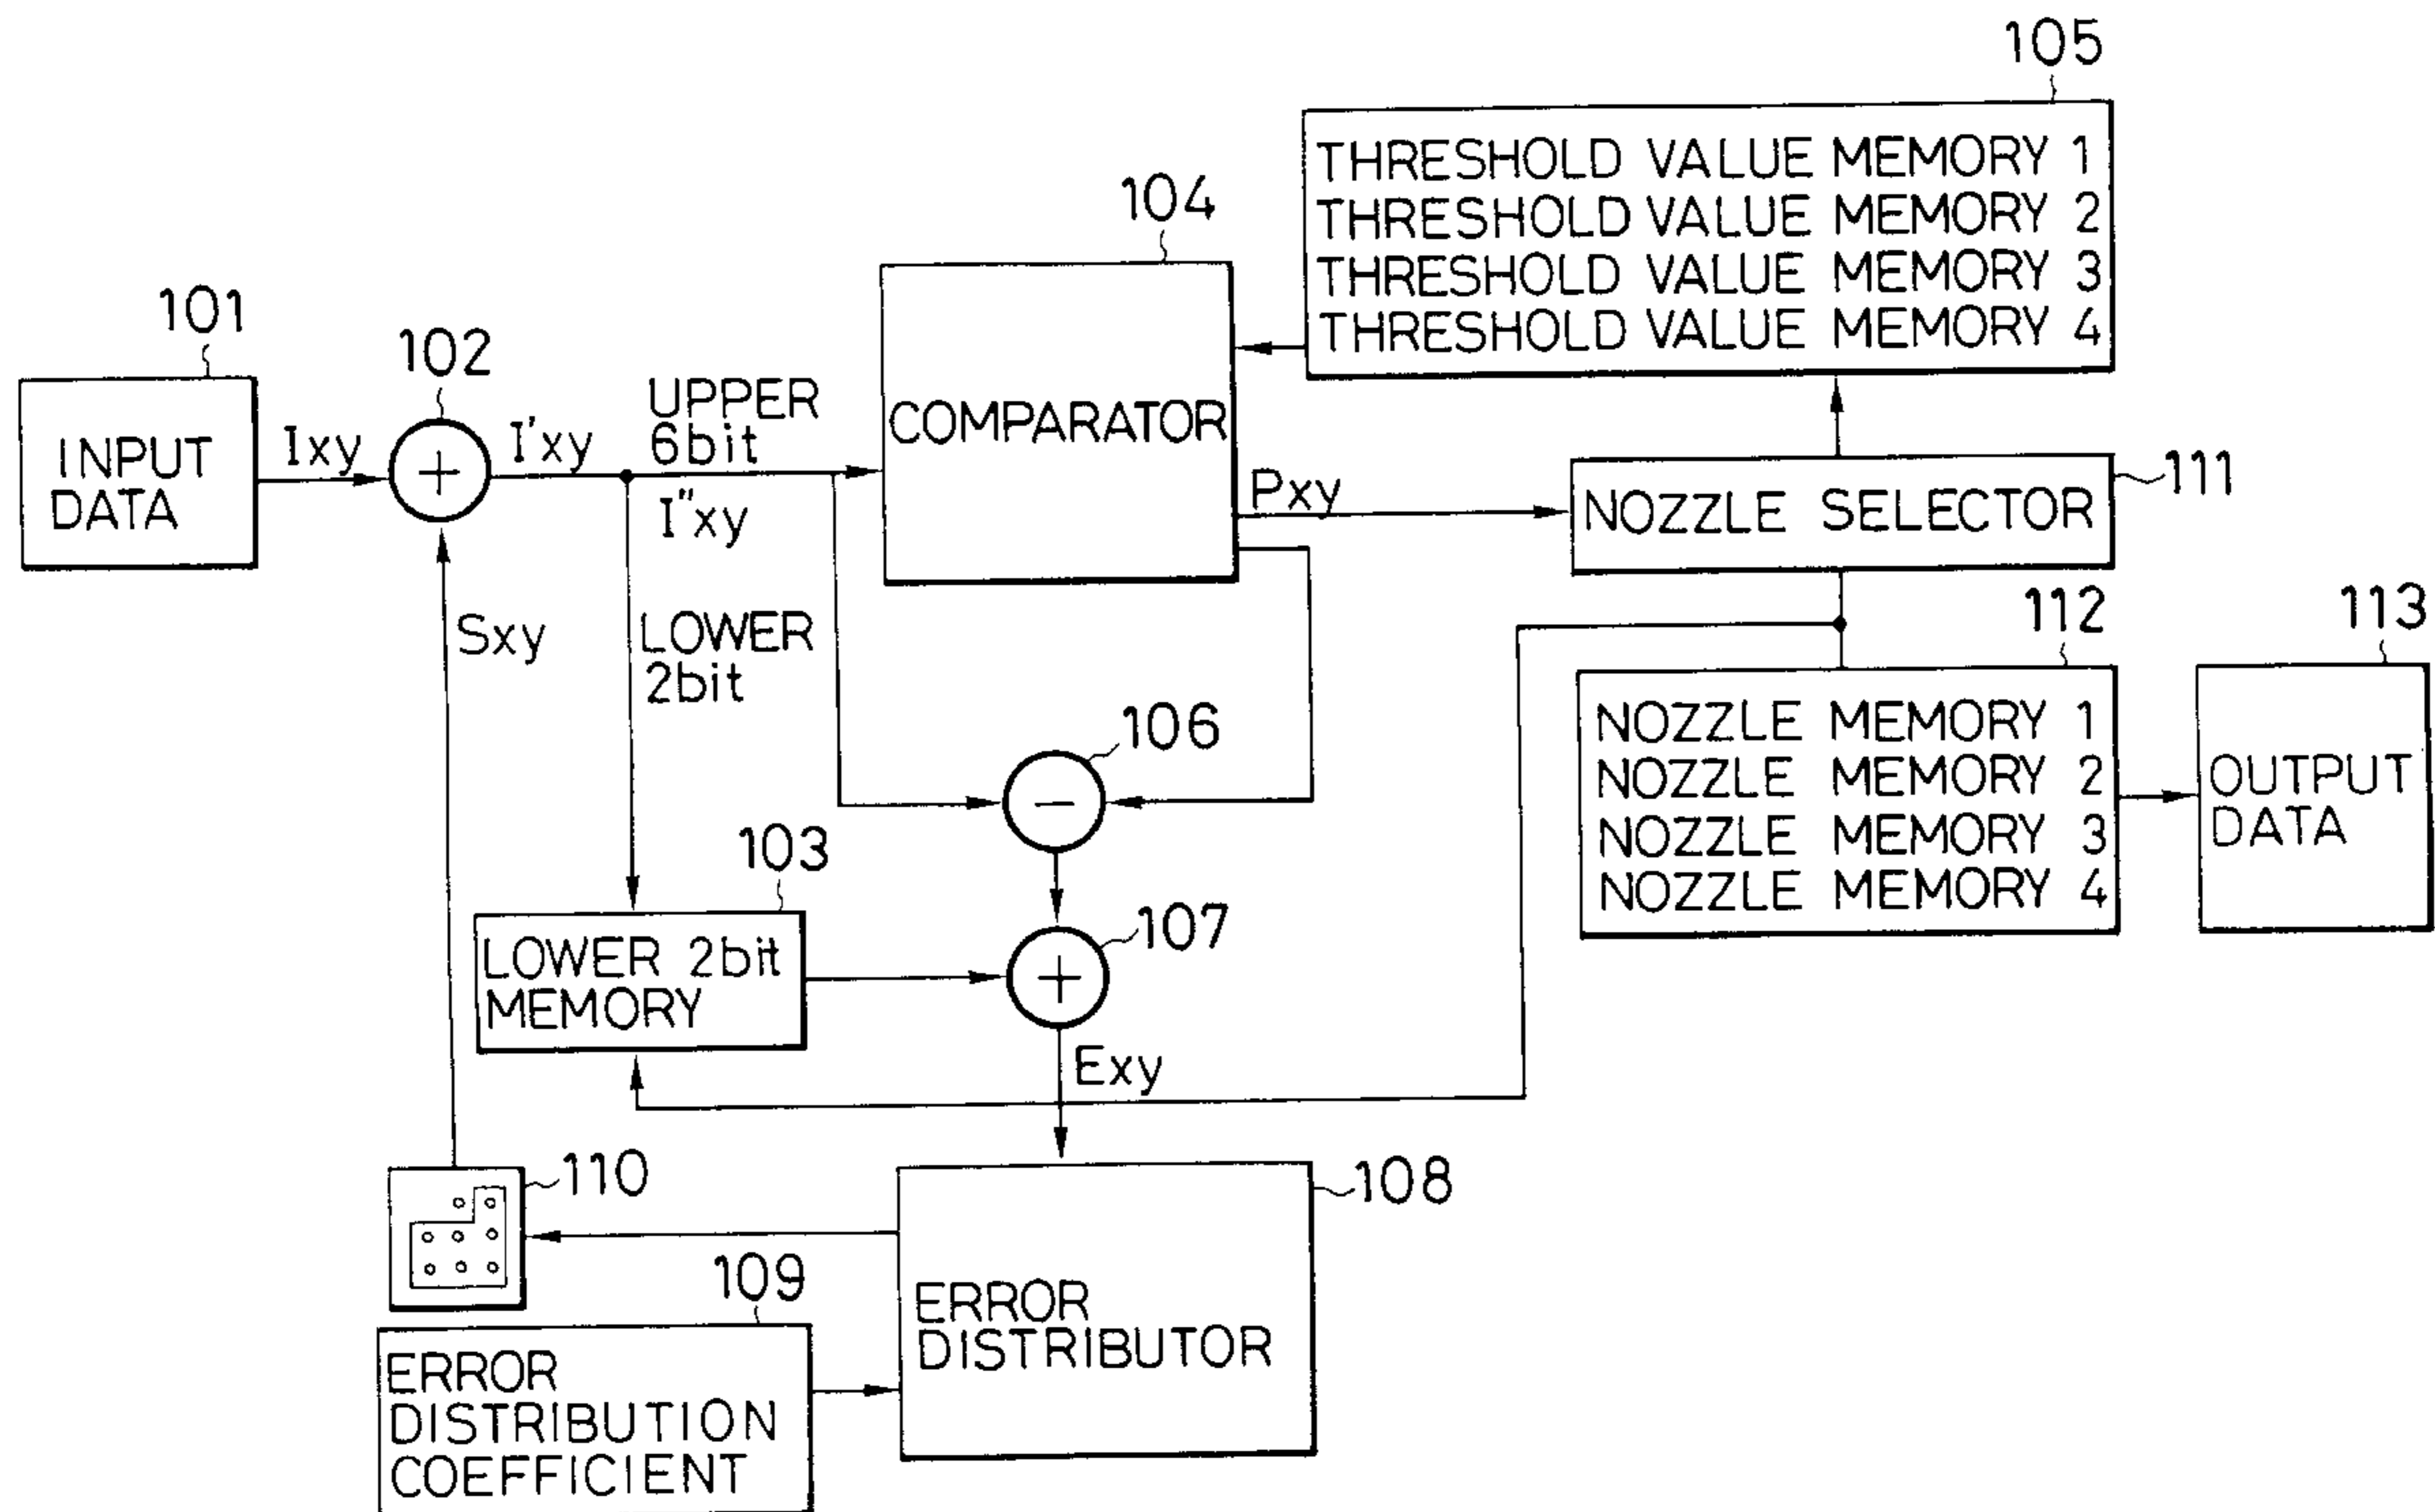 105
THRESHOLD VALUE MEMORY 1
THRESHOLD VALUE MEMORY 2
THRESHOLD VALUE MEMORY 3
THRESHOLD VALUE MEMORY 4
104
COMPARATOR
101
INPUT
DATA
Ixy
102
+
I'xy
UPPER
6bit
I''xy
Pxy
NOZZLE SELECTOR
111
Sxy
LOWER
2bit
112
NOZZLE MEMORY 1
NOZZLE MEMORY 2
NOZZLE MEMORY 3
NOZZLE MEMORY 4
113
OUTPUT
DATA
106
−
103
LOWER 2bit
MEMORY
107
+
Exy
110
108
ERROR
DISTRIBUTOR
109
ERROR
DISTRIBUTION
COEFFICIENT